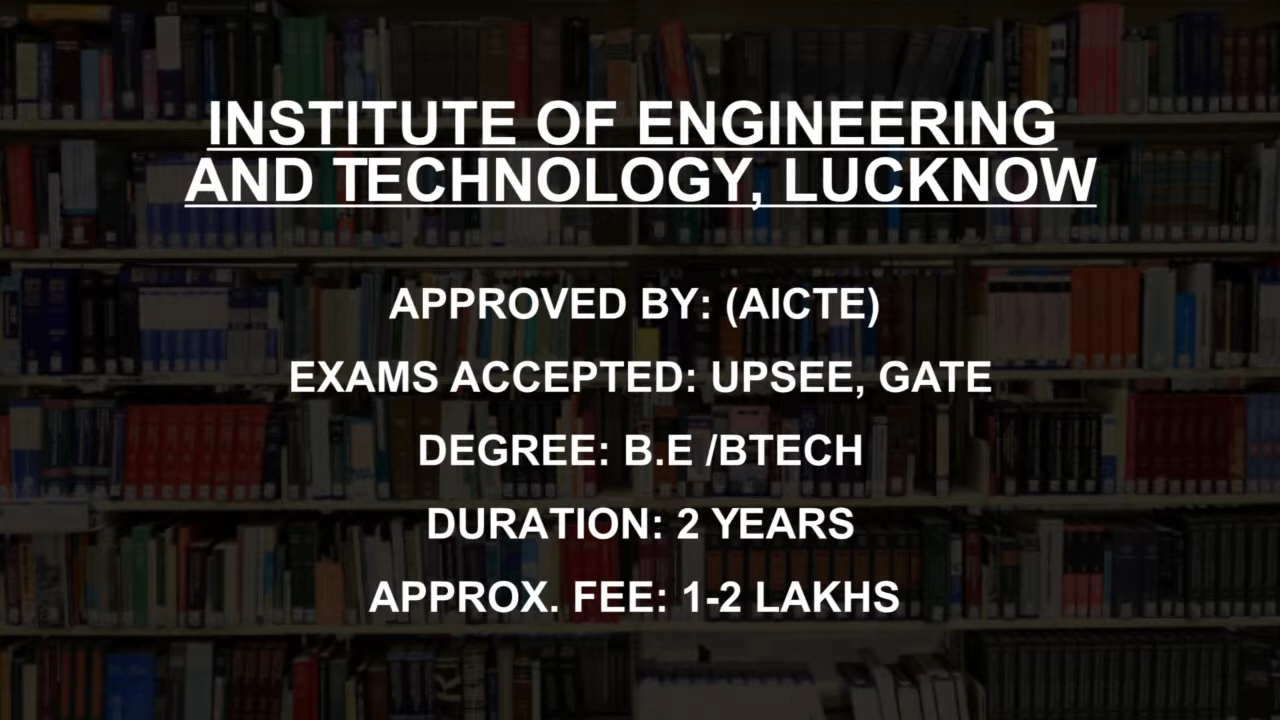 INSTITUTE OF ENGINEERING
AND TECHNOLOGY, LUCKNOW
APPROVED BY: (AICTE)
EXAMS ACCEPTED: UPSEE, GATE
DEGREE: B.E /BTECH
DURATION: 2 YEARS
APPROX. FEE: 1-2 LAKHS